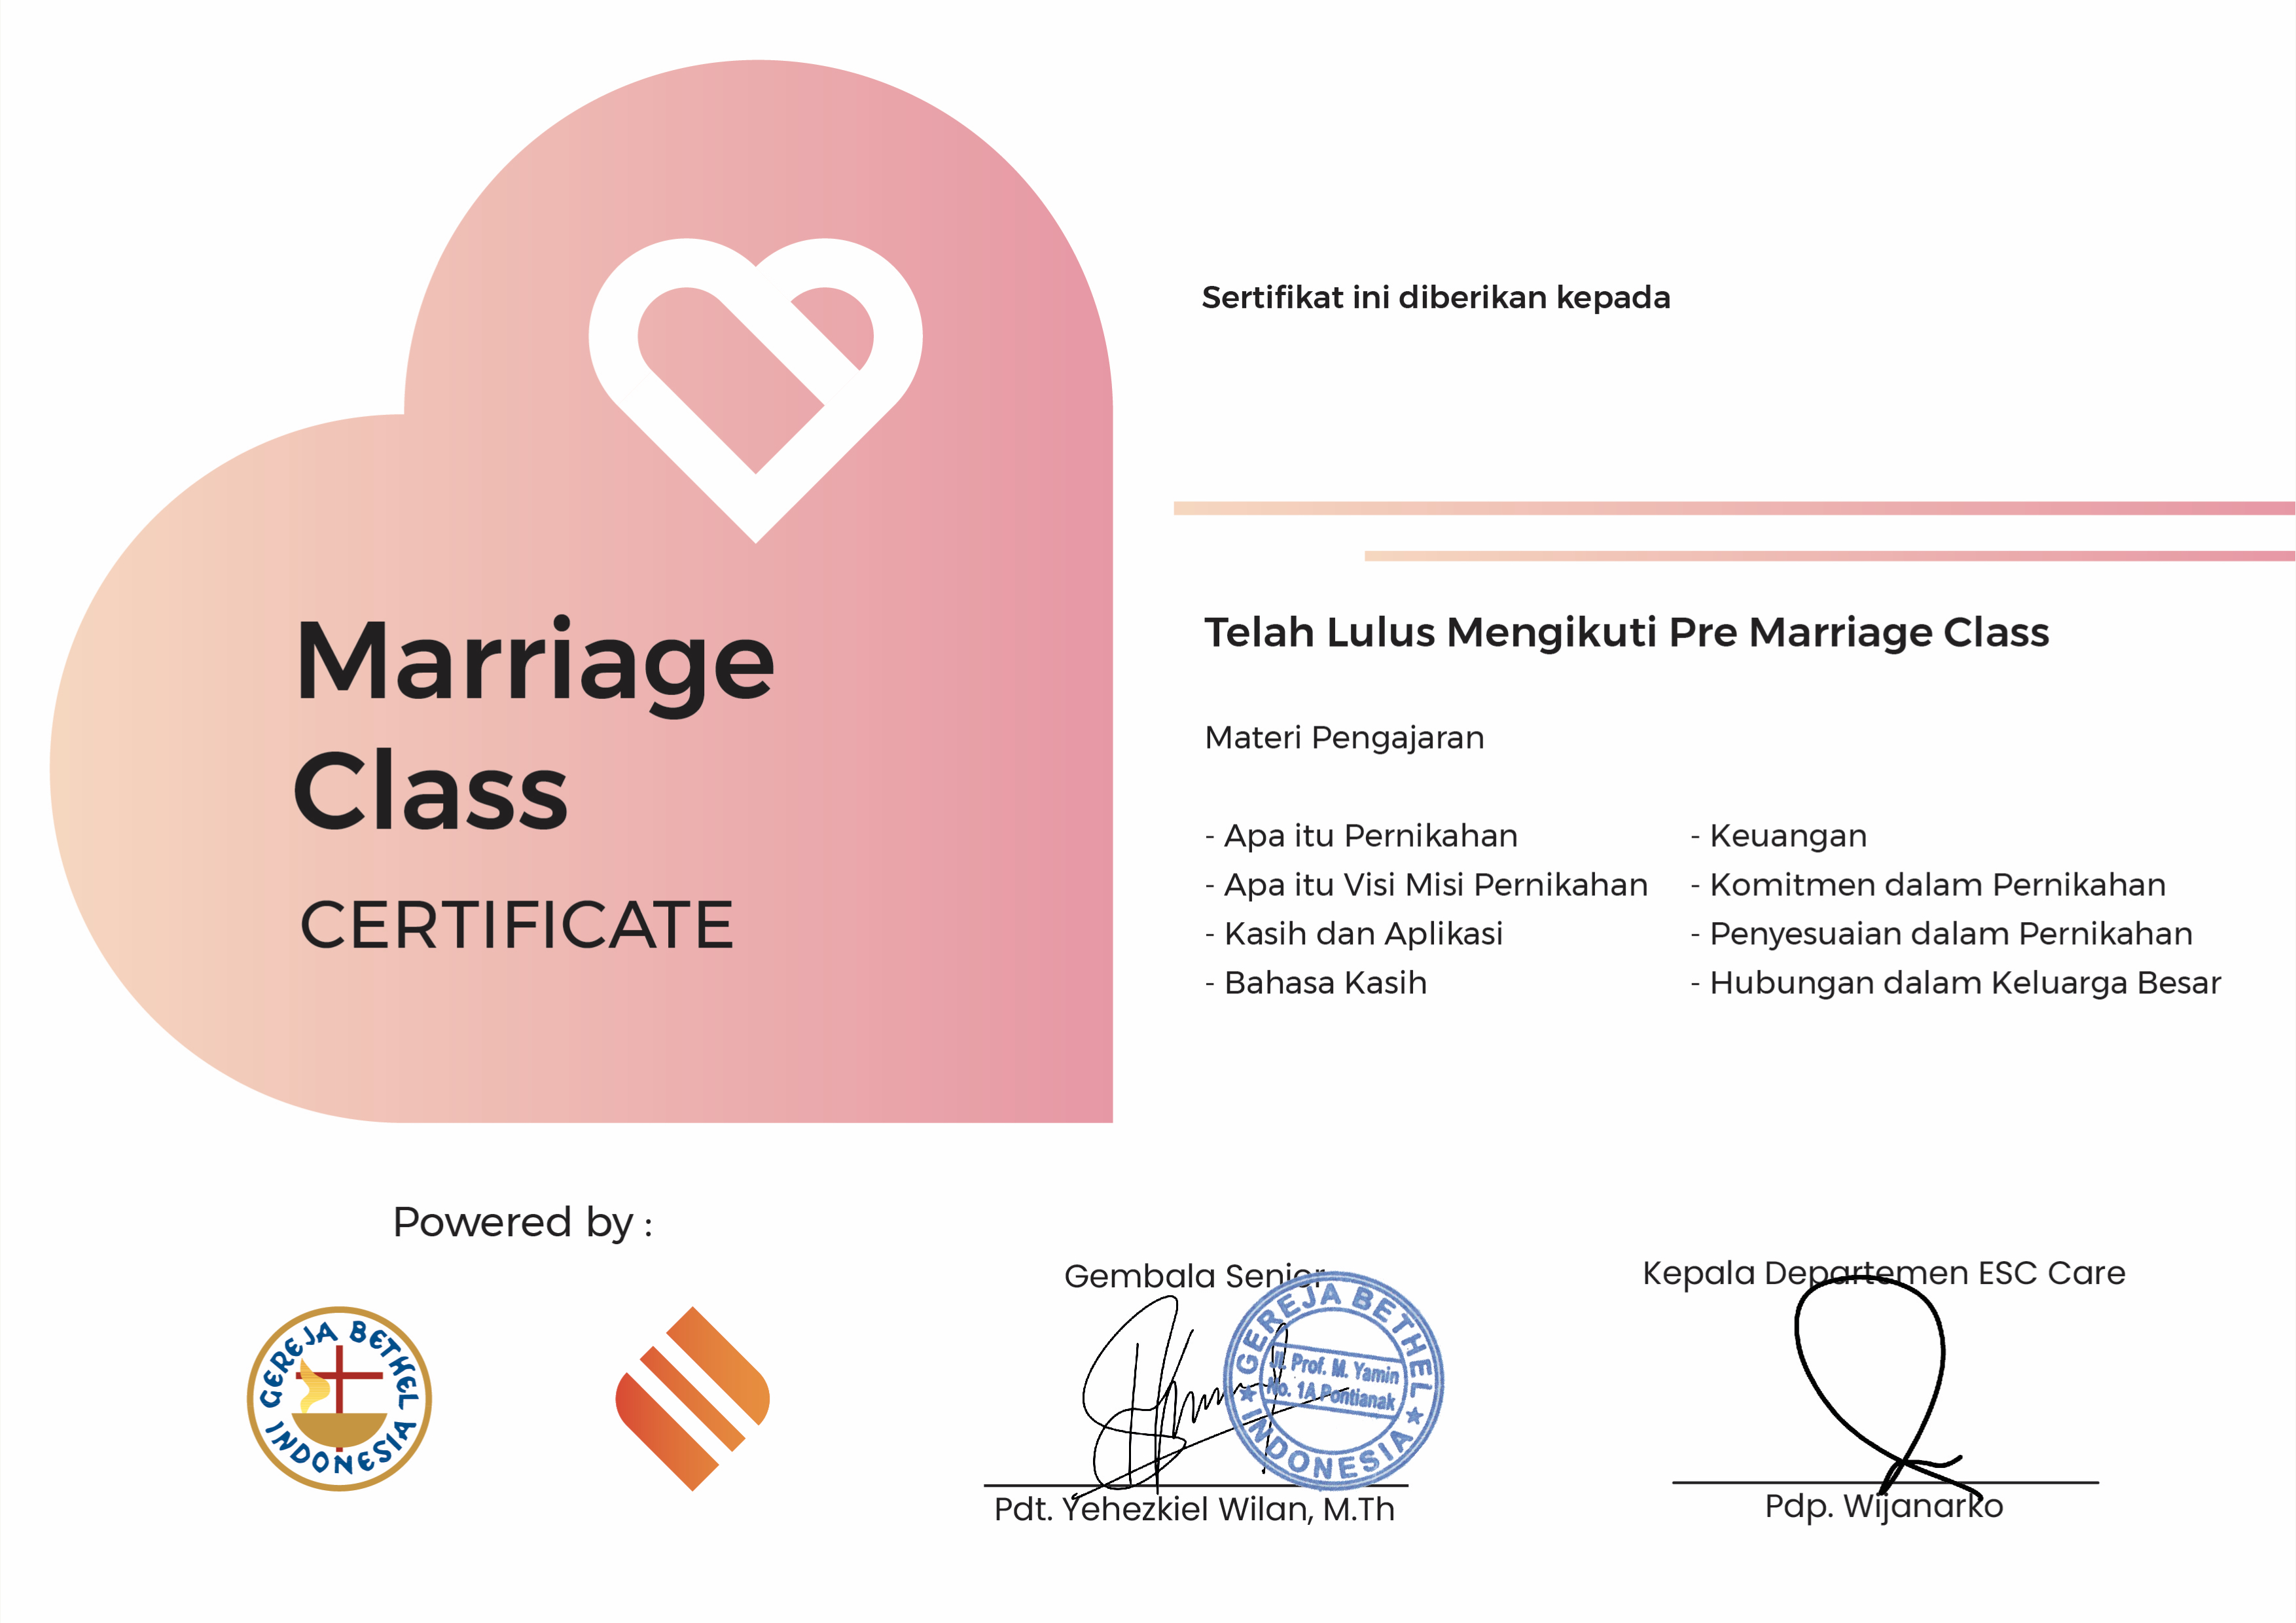 Sertifikat ini diberikan kepada
Marriage
Class
CERTIFICATE
Telah Lulus Mengikuti Pre Marriage Class
Materi Pengajaran
- Apa itu Pernikahan
- Apa itu Visi Misi Pernikahan
- Kasih dan Aplikasi
- Bahasa Kasih
- Keuangan
- Komitmen dalam Pernikahan
- Penyesuaian dalam Pernikahan
- Hubungan dalam Keluarga Besar
Powered by :
GEREJA BETHEL INDONESIA
Gembala Senior
GEREJA BETHEL INDONESIA
Jl. Prof. M. Yamin
No. 1A Pontianak
Pdt. Yehezkiel Wilan, M.Th
Kepala Departemen ESC Care
Pdp. Wijanarko